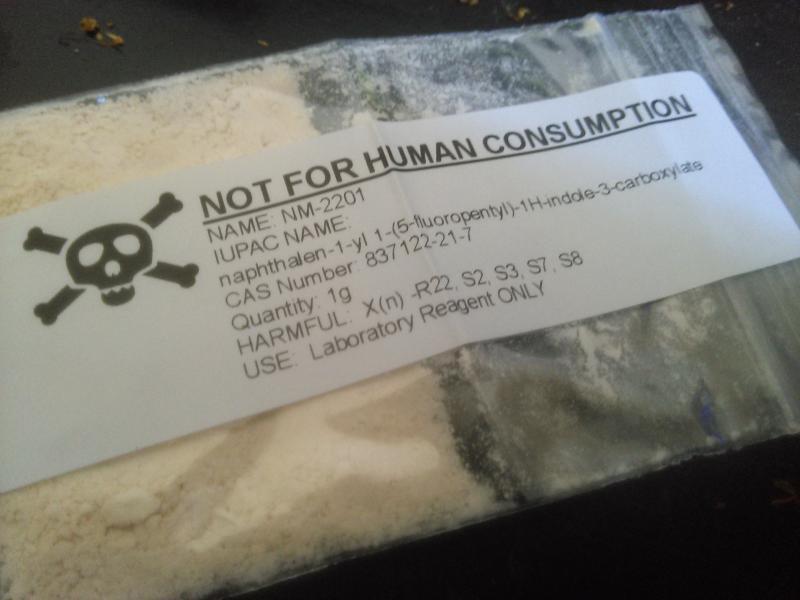 NOT FOR HUMAN CONSUMPTION
NAME: NM-2201
IUPAC NAME:
naphthalen-1-yl 1-(5-fluoropentyl)-1H-indole-3-carboxylate
CAS Number: 837122-21-7
Quantity: 1g
HARMFUL: X(n) -R22, S2, S3, S7, S8
USE: Laboratory Reagent ONLY